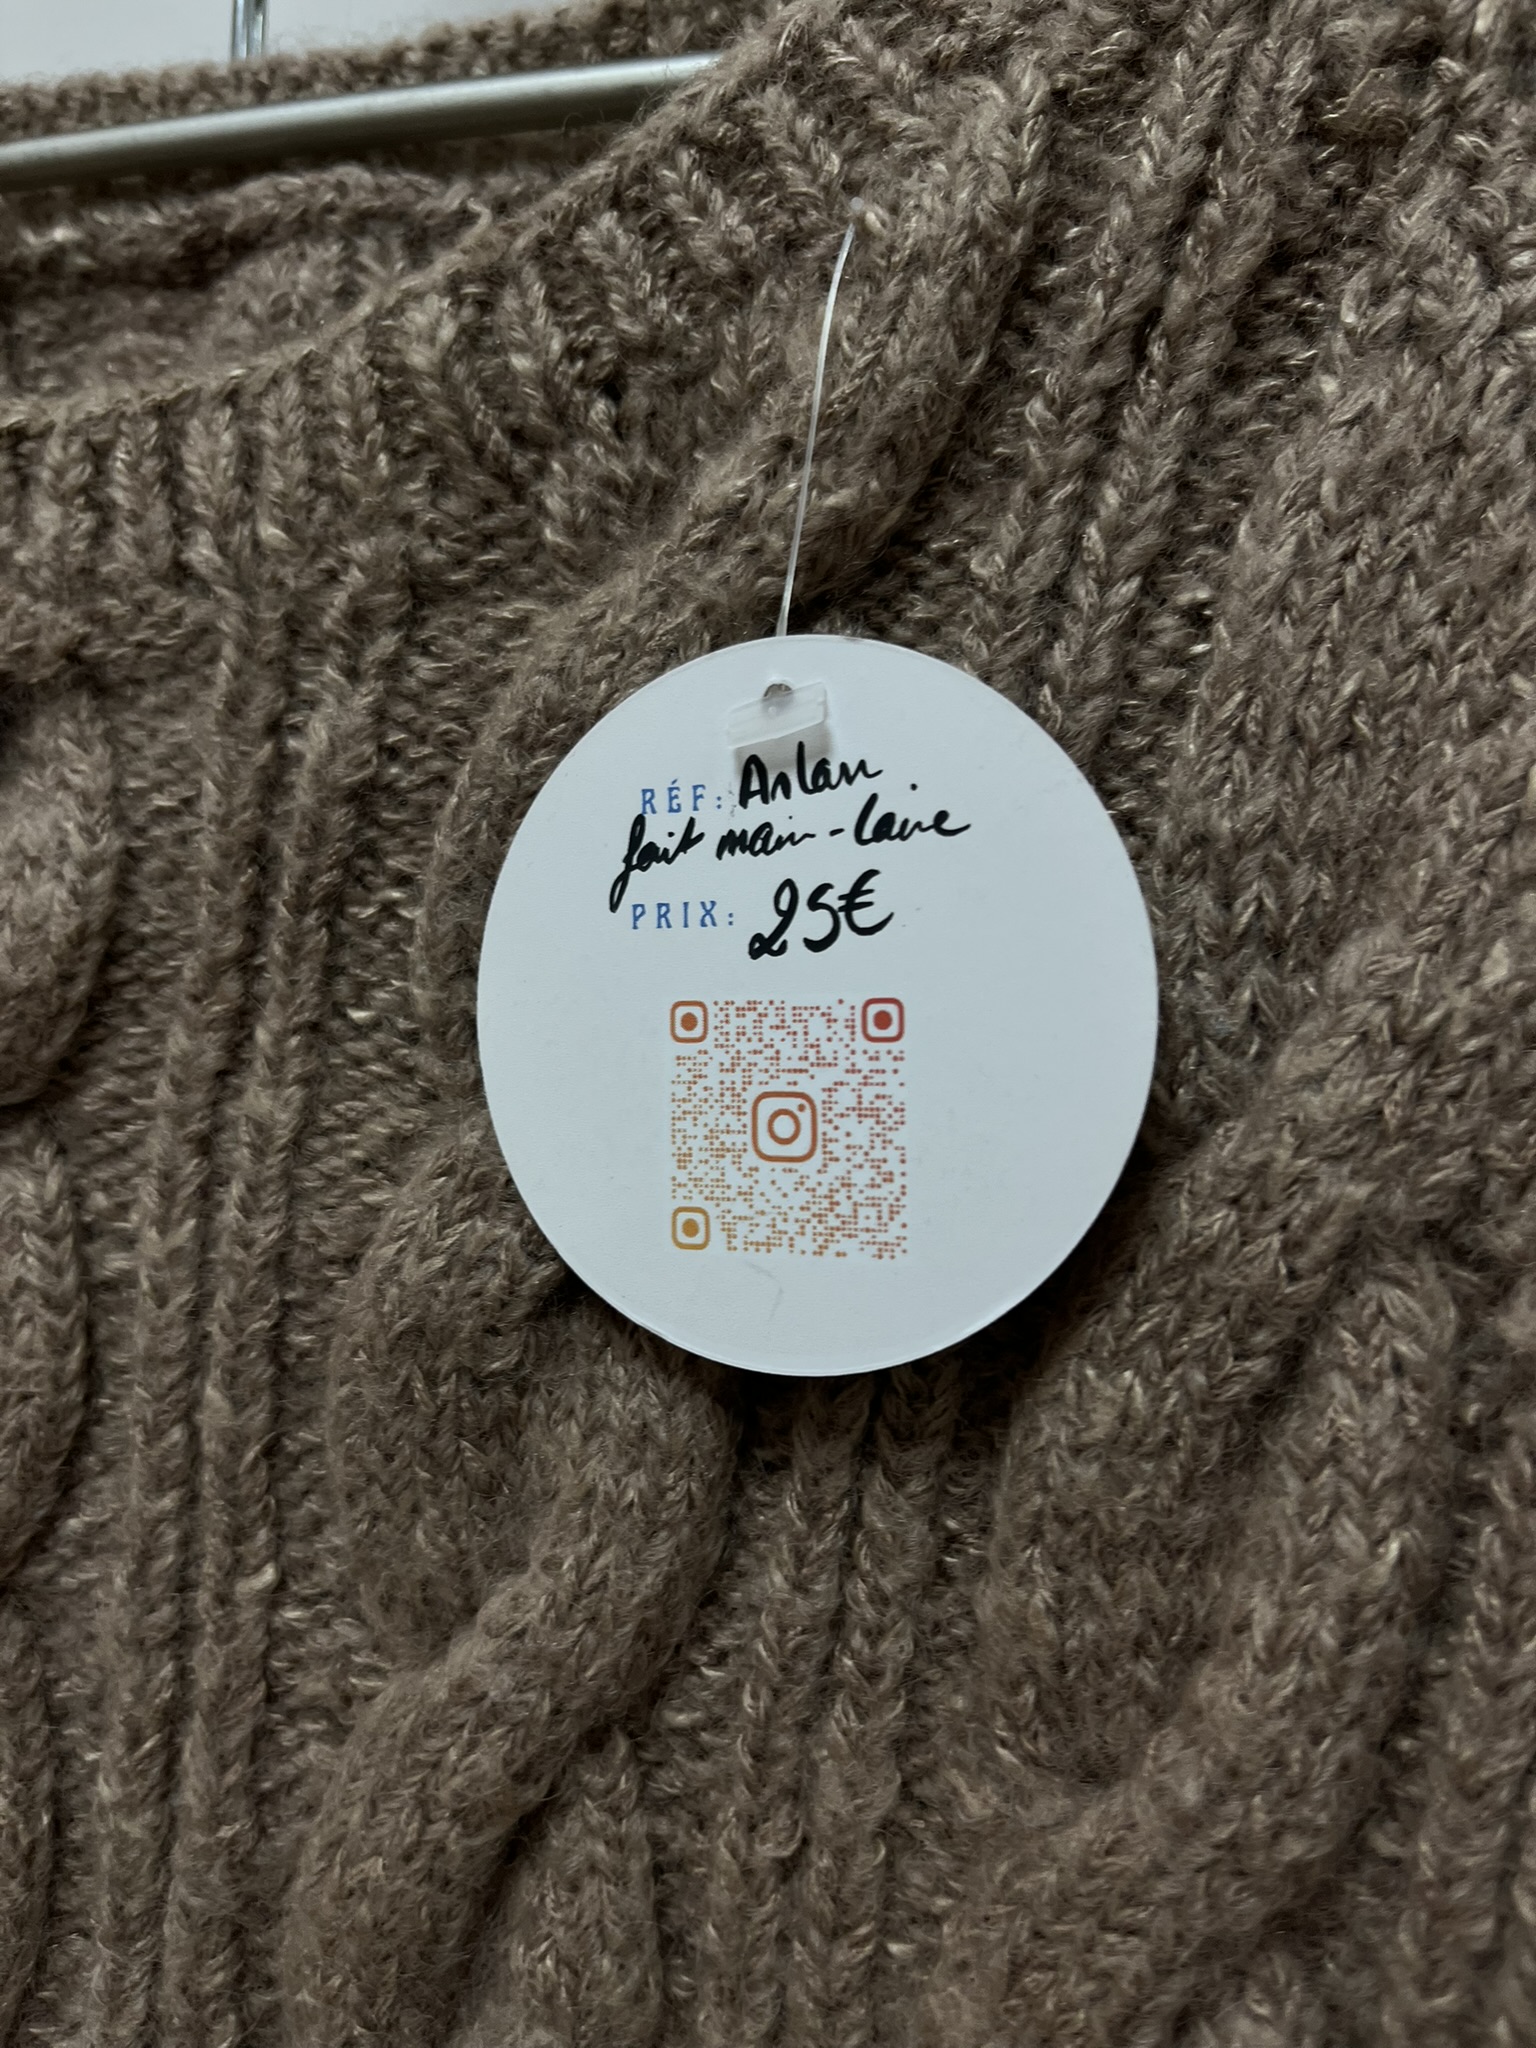 RÉF: Arlan
fait main - laine
PRIX: 25€